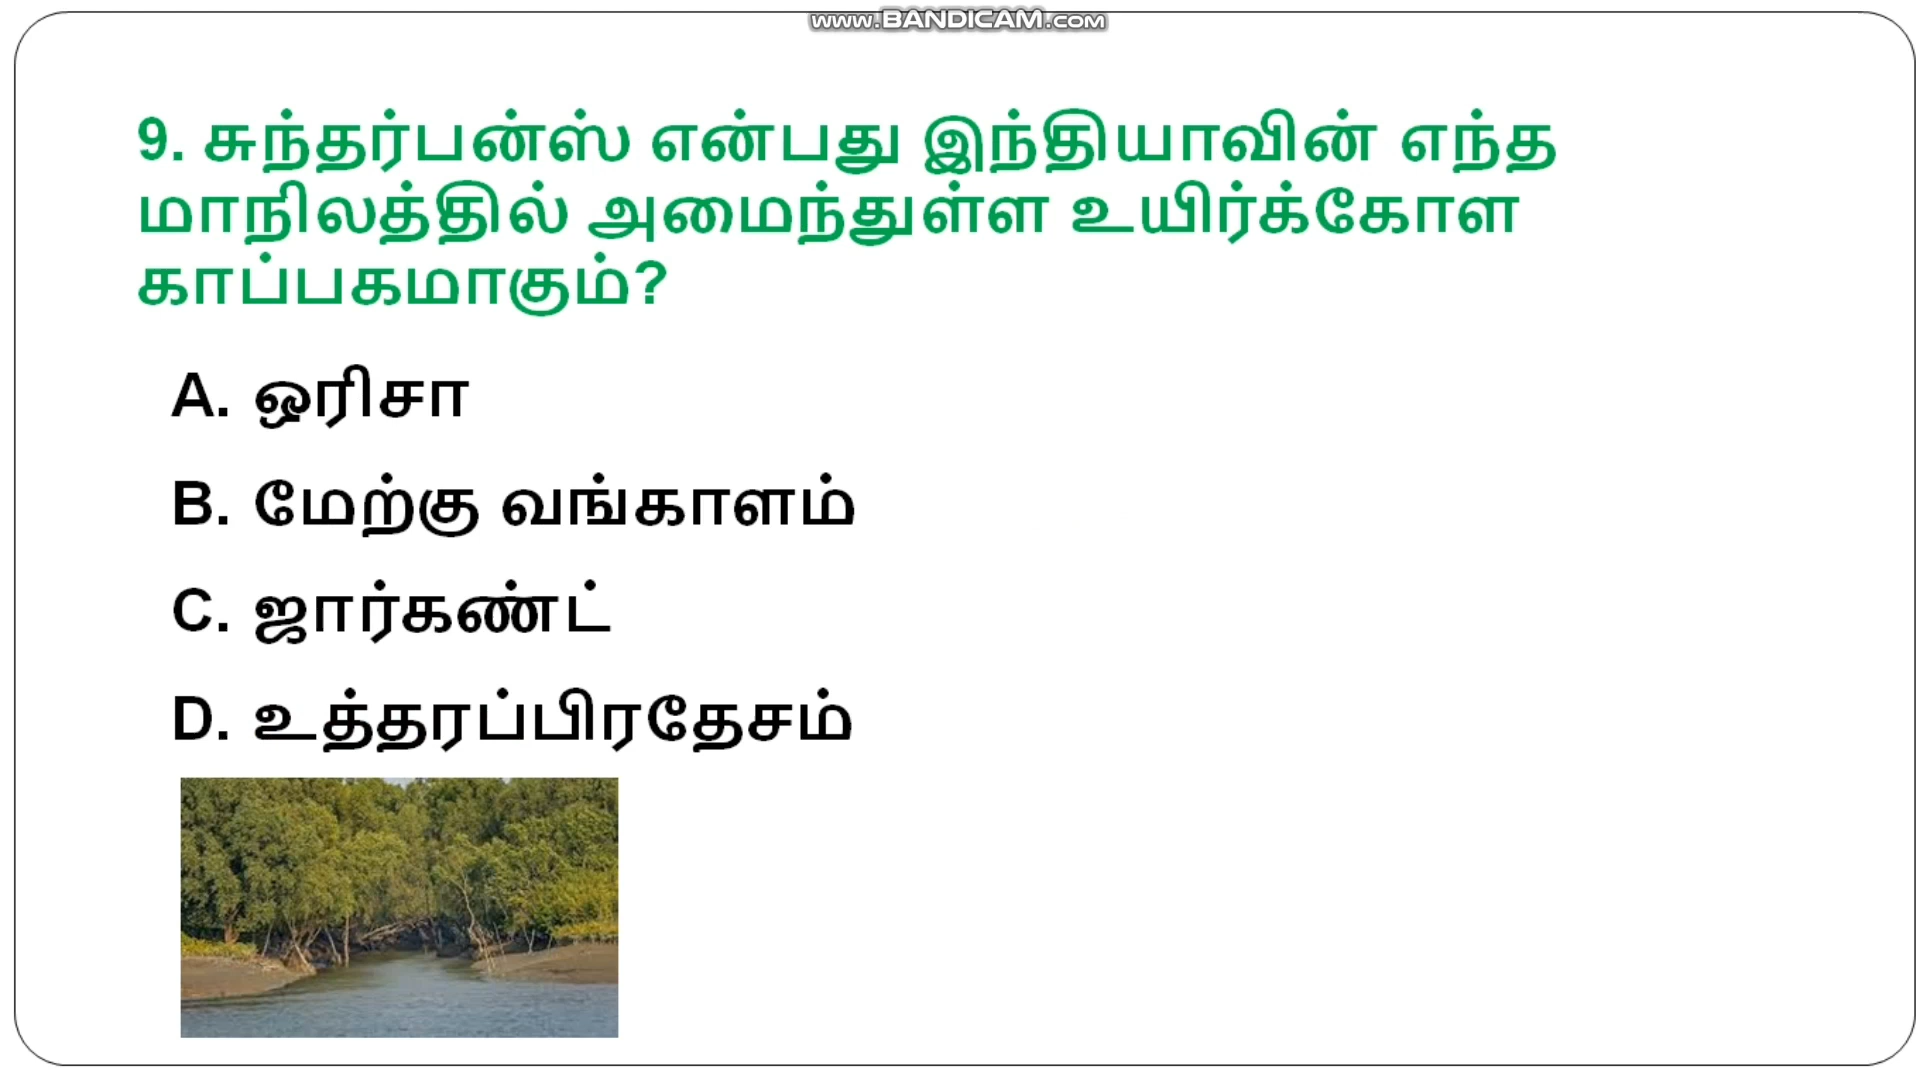 www.BANDICAM.com
9. சுந்தர்பன்ஸ் என்பது இந்தியாவின் எந்த
மாநிலத்தில் அமைந்துள்ள உயிர்க்கோள
காப்பகமாகும்?
A. ஒரிசா
B. மேற்கு வங்காளம்
C. ஜார்கண்ட்
D. உத்தரப்பிரதேசம்